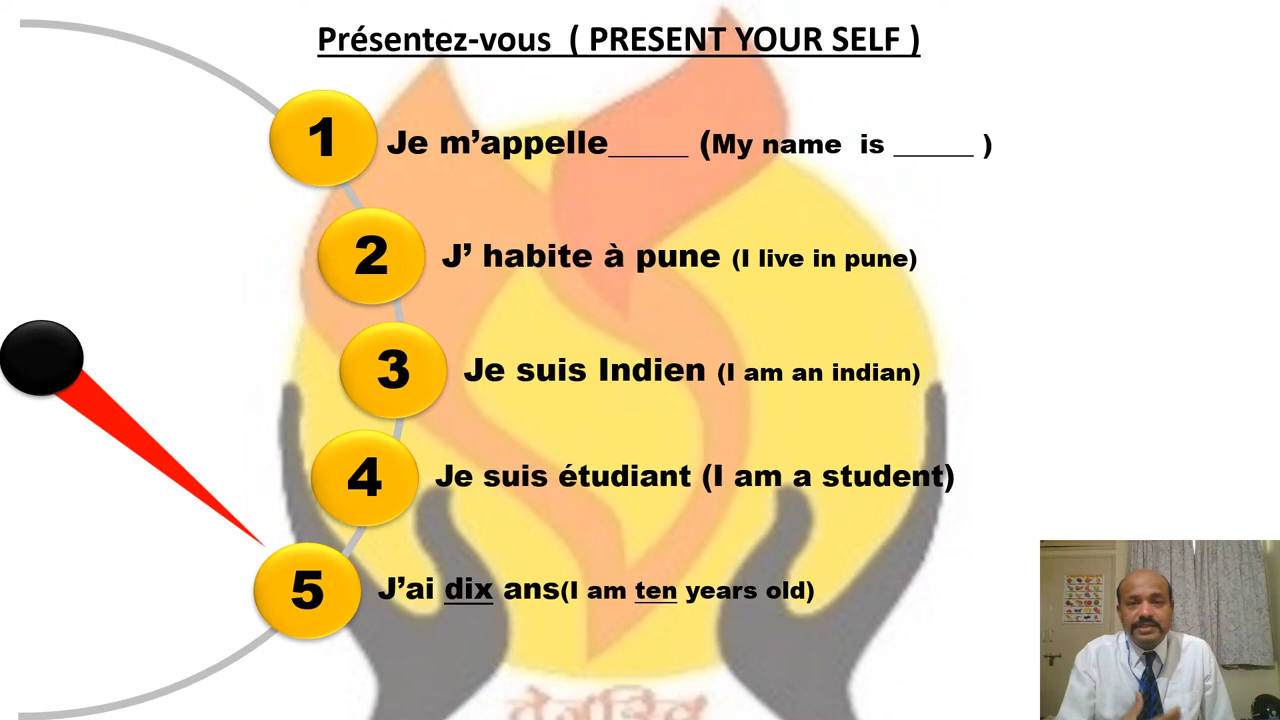 Présentez-vous ( PRESENT YOUR SELF )
1 Je m’appelle_____ (My name is _____ )
2 J’ habite à pune (I live in pune)
3 Je suis Indien (I am an indian)
4 Je suis étudiant (I am a student)
5 J’ai dix ans(I am ten years old)